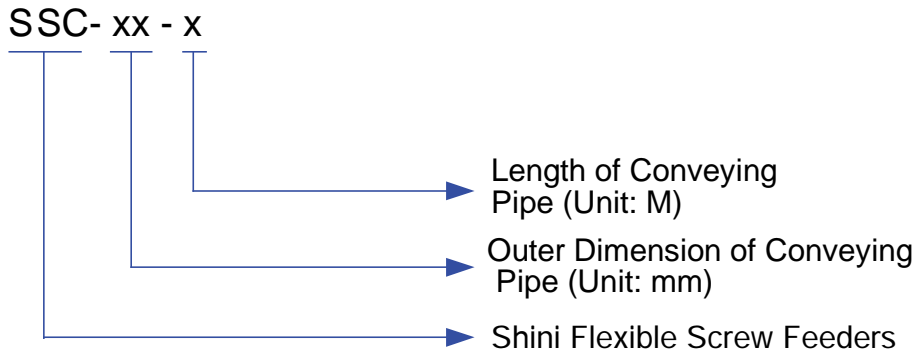 SSC- xx - x
Length of Conveying
Pipe (Unit: M)
Outer Dimension of Conveying
Pipe (Unit: mm)
Shini Flexible Screw Feeders